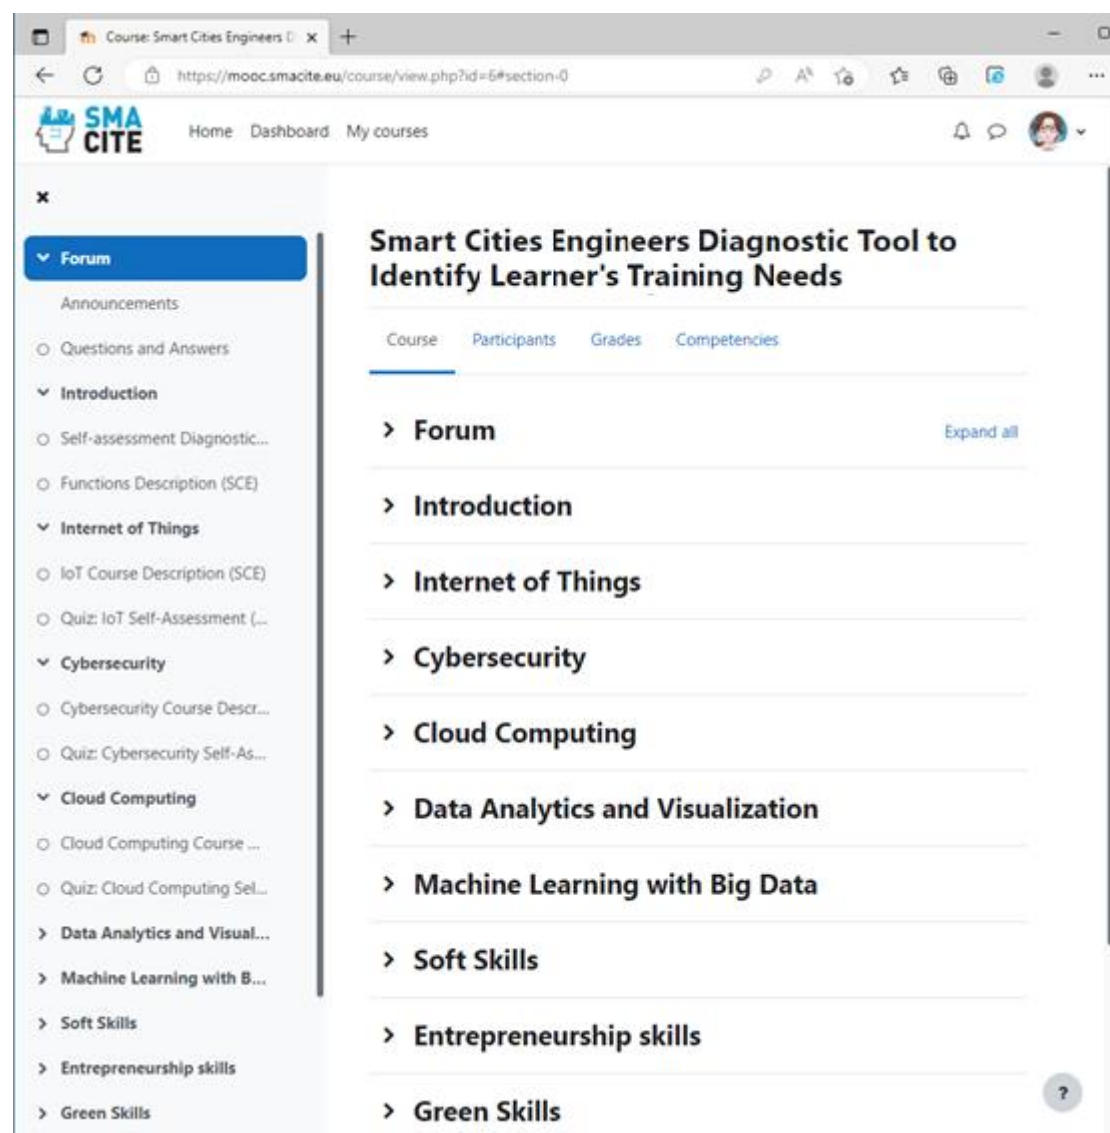 Course: Smart Cities Engineers D
https://mooc.smacite.eu/course/view.php?id=6#section-0
SMA
CITE
Home Dashboard My courses
Forum
Announcements
Questions and Answers
Introduction
Self-assessment Diagnostic...
Functions Description (SCE)
Internet of Things
IoT Course Description (SCE)
Quiz: IoT Self-Assessment (...
Cybersecurity
Cybersecurity Course Descr...
Quiz: Cybersecurity Self-As...
Cloud Computing
Cloud Computing Course ...
Quiz: Cloud Computing Sel...
Data Analytics and Visual...
Machine Learning with B...
Soft Skills
Entrepreneurship skills
Green Skills
Smart Cities Engineers Diagnostic Tool to
Identify Learner's Training Needs
Course Participants Grades Competencies
Forum Expand all
Introduction
Internet of Things
Cybersecurity
Cloud Computing
Data Analytics and Visualization
Machine Learning with Big Data
Soft Skills
Entrepreneurship skills
Green Skills
?